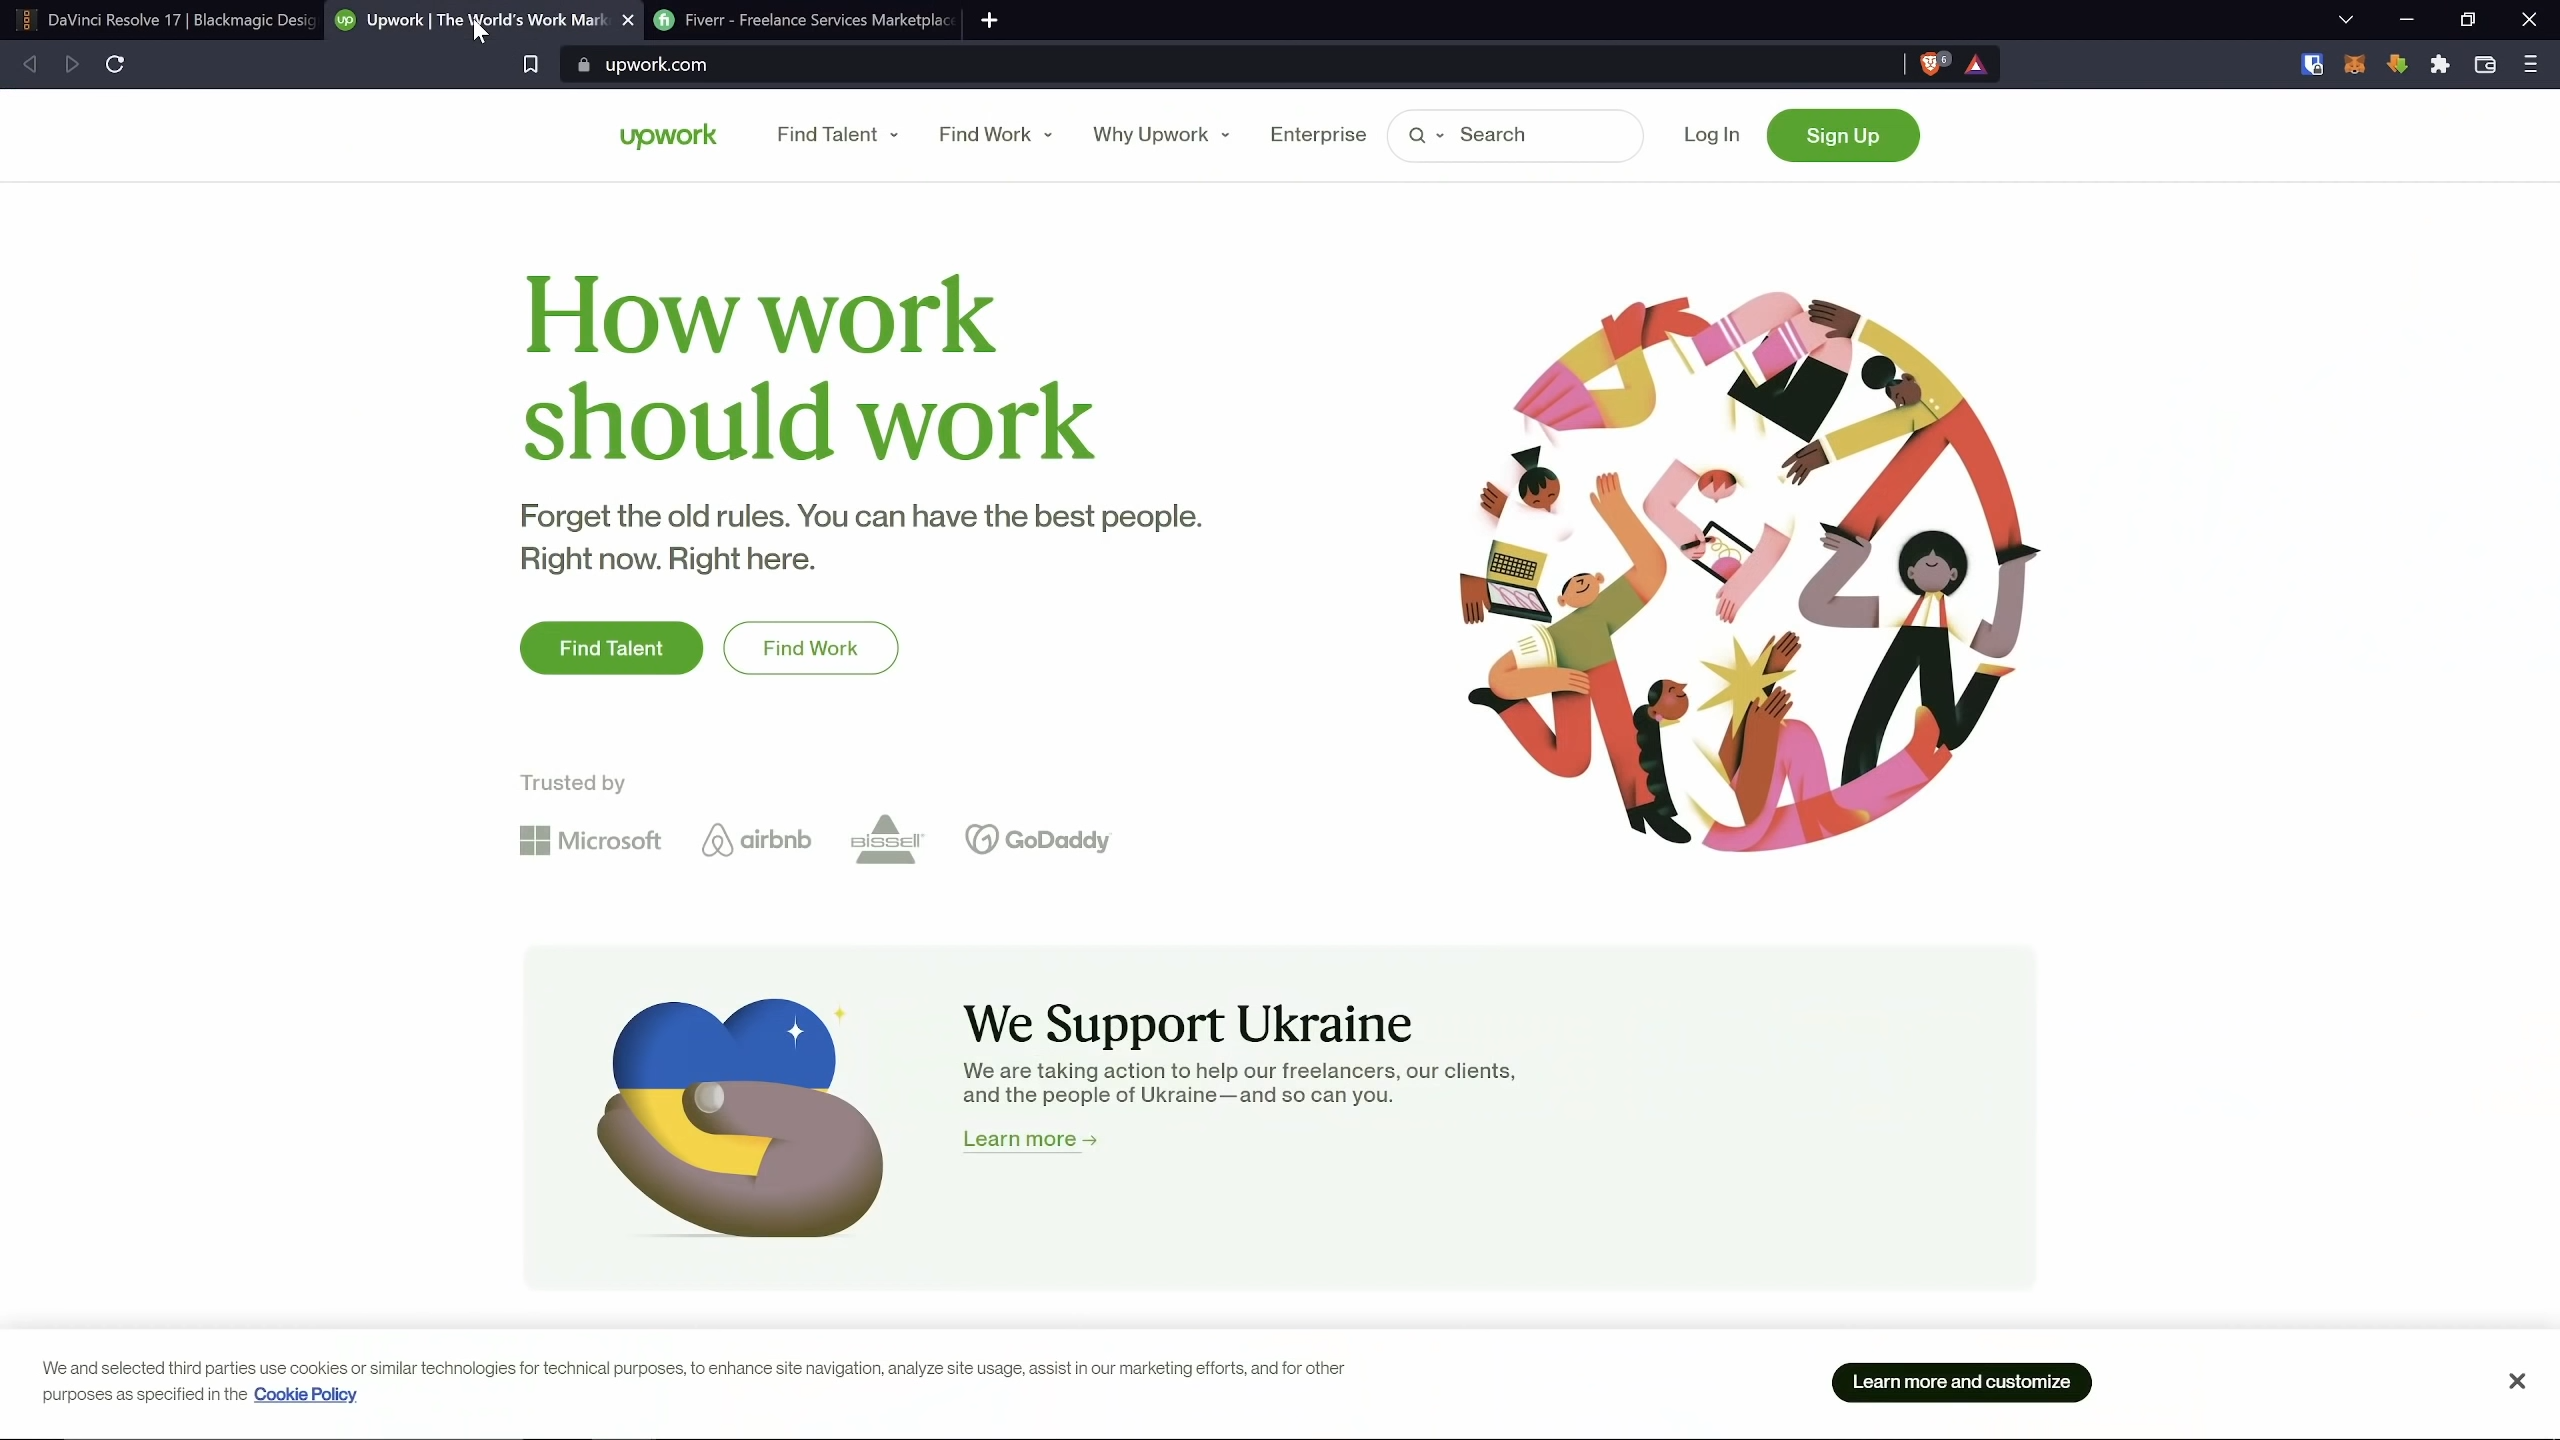 DaVinci Resolve 17 | Blackmagic Desig
up Upwork | The World's Work Mark
fi Fiverr - Freelance Services Marketplac
upwork.com
6
upwork
Find Talent
Find Work
Why Upwork
Enterprise
Search
Log In
Sign Up
How work
should work
Forget the old rules. You can have the best people.
Right now. Right here.
Find Talent
Find Work
Trusted by
Microsoft
airbnb
BISSELL
GoDaddy
We Support Ukraine
We are taking action to help our freelancers, our clients,
and the people of Ukraine—and so can you.
Learn more →
We and selected third parties use cookies or similar technologies for technical purposes, to enhance site navigation, analyze site usage, assist in our marketing efforts, and for other
purposes as specified in the Cookie Policy
Learn more and customize